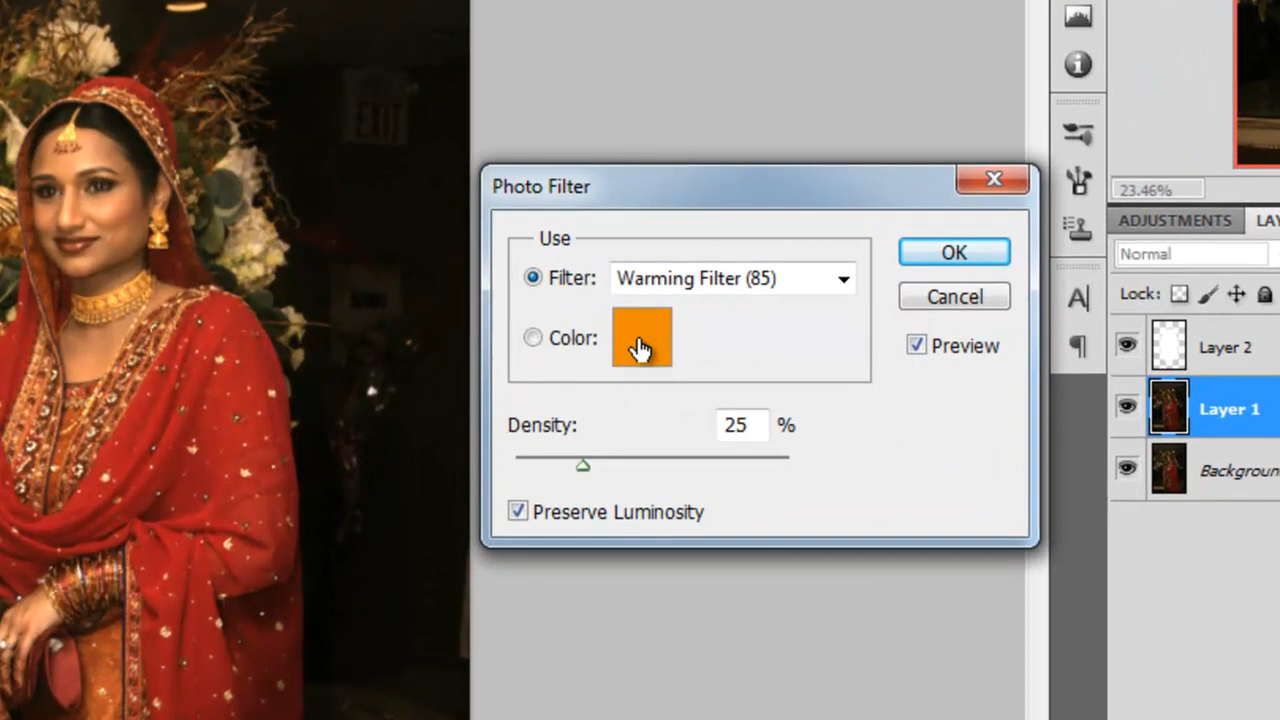 EXIT
Photo Filter
Use
Filter: Warming Filter (85)
Color:
OK
Cancel
Preview
Density: 25 %
Preserve Luminosity
23.46%
ADJUSTMENTS LAY
Normal
Lock:
Layer 2
Layer 1
Backgroun